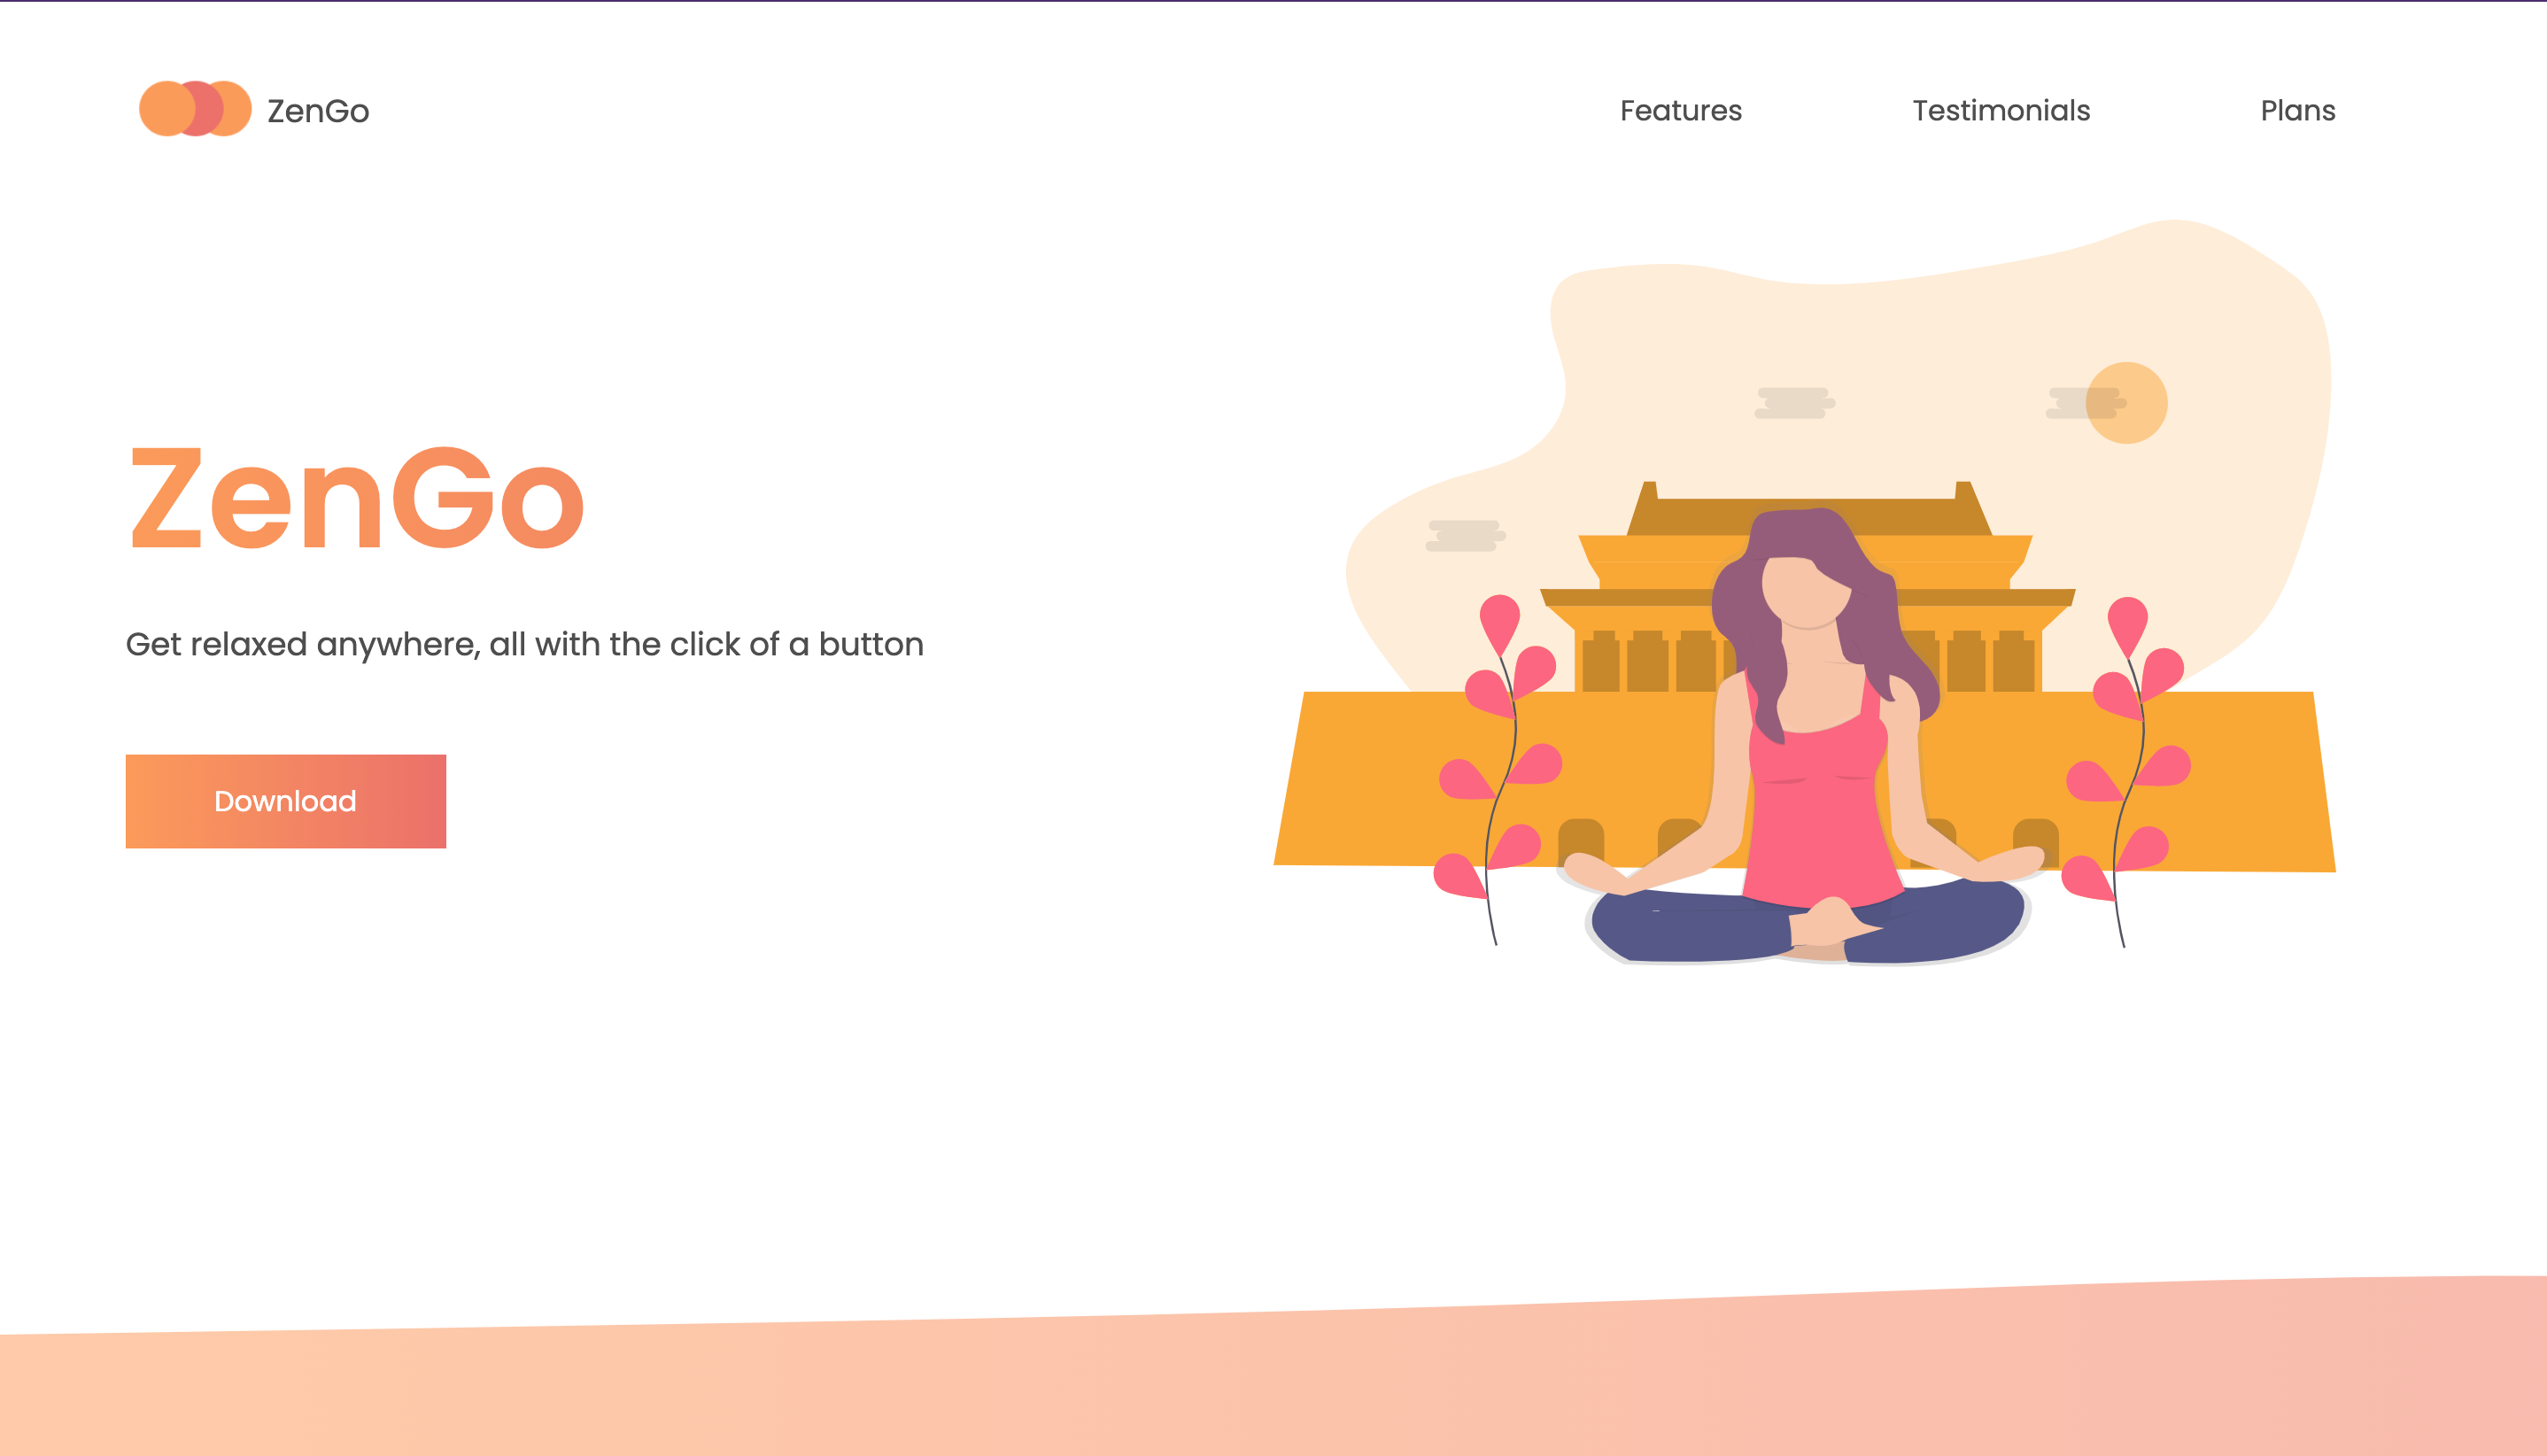 ZenGo
Features Testimonials Plans
ZenGo
Get relaxed anywhere, all with the click of a button
Download